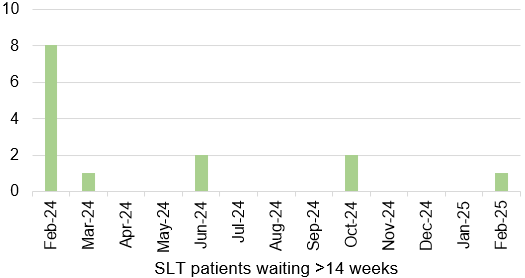 10
8
6
4
2
0
Feb-24
Mar-24
Apr-24
May-24
Jun-24
Jul-24
Aug-24
Sep-24
Oct-24
Nov-24
Dec-24
Jan-25
Feb-25
SLT patients waiting >14 weeks